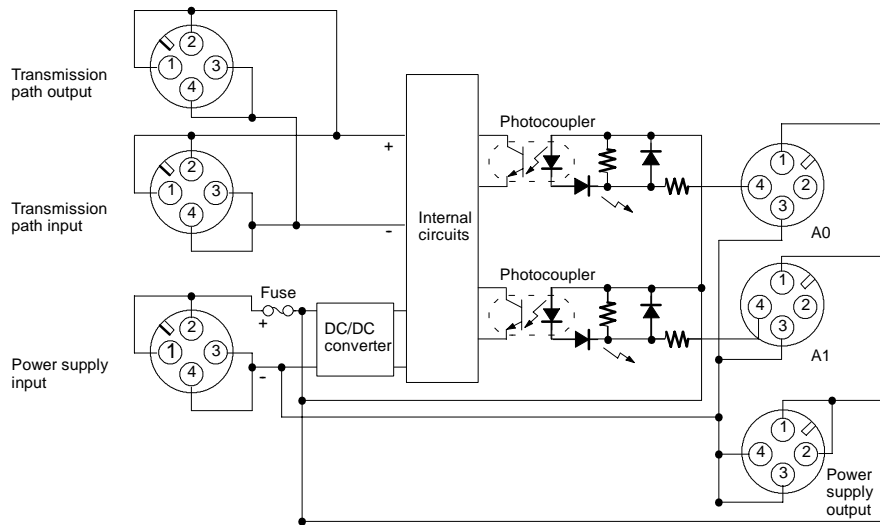 Transmission
path output
2
1
3
4
Transmission
path input
2
1
3
4
+
-
Internal
circuits
Photocoupler
Photocoupler
1
4
2
3
A0
1
4
2
3
A1
Power supply
input
2
1
3
4
Fuse
+
-
DC/DC
converter
1
4
2
3
Power
supply
output